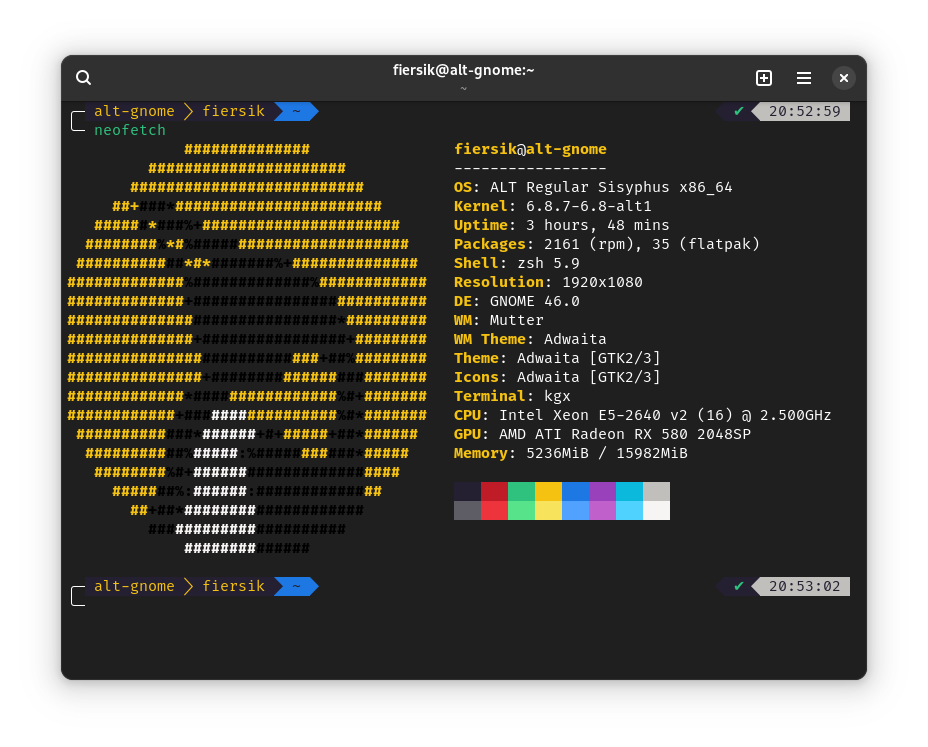 fiersik@alt-gnome:~
~
alt-gnome fiersik ~ ✔ 20:52:59
neofetch
fiersik@alt-gnome
-----------------
OS: ALT Regular Sisyphus x86_64
Kernel: 6.8.7-6.8-alt1
Uptime: 3 hours, 48 mins
Packages: 2161 (rpm), 35 (flatpak)
Shell: zsh 5.9
Resolution: 1920x1080
DE: GNOME 46.0
WM: Mutter
WM Theme: Adwaita
Theme: Adwaita [GTK2/3]
Icons: Adwaita [GTK2/3]
Terminal: kgx
CPU: Intel Xeon E5-2640 v2 (16) @ 2.500GHz
GPU: AMD ATI Radeon RX 580 2048SP
Memory: 5236MiB / 15982MiB
alt-gnome fiersik ~ ✔ 20:53:02